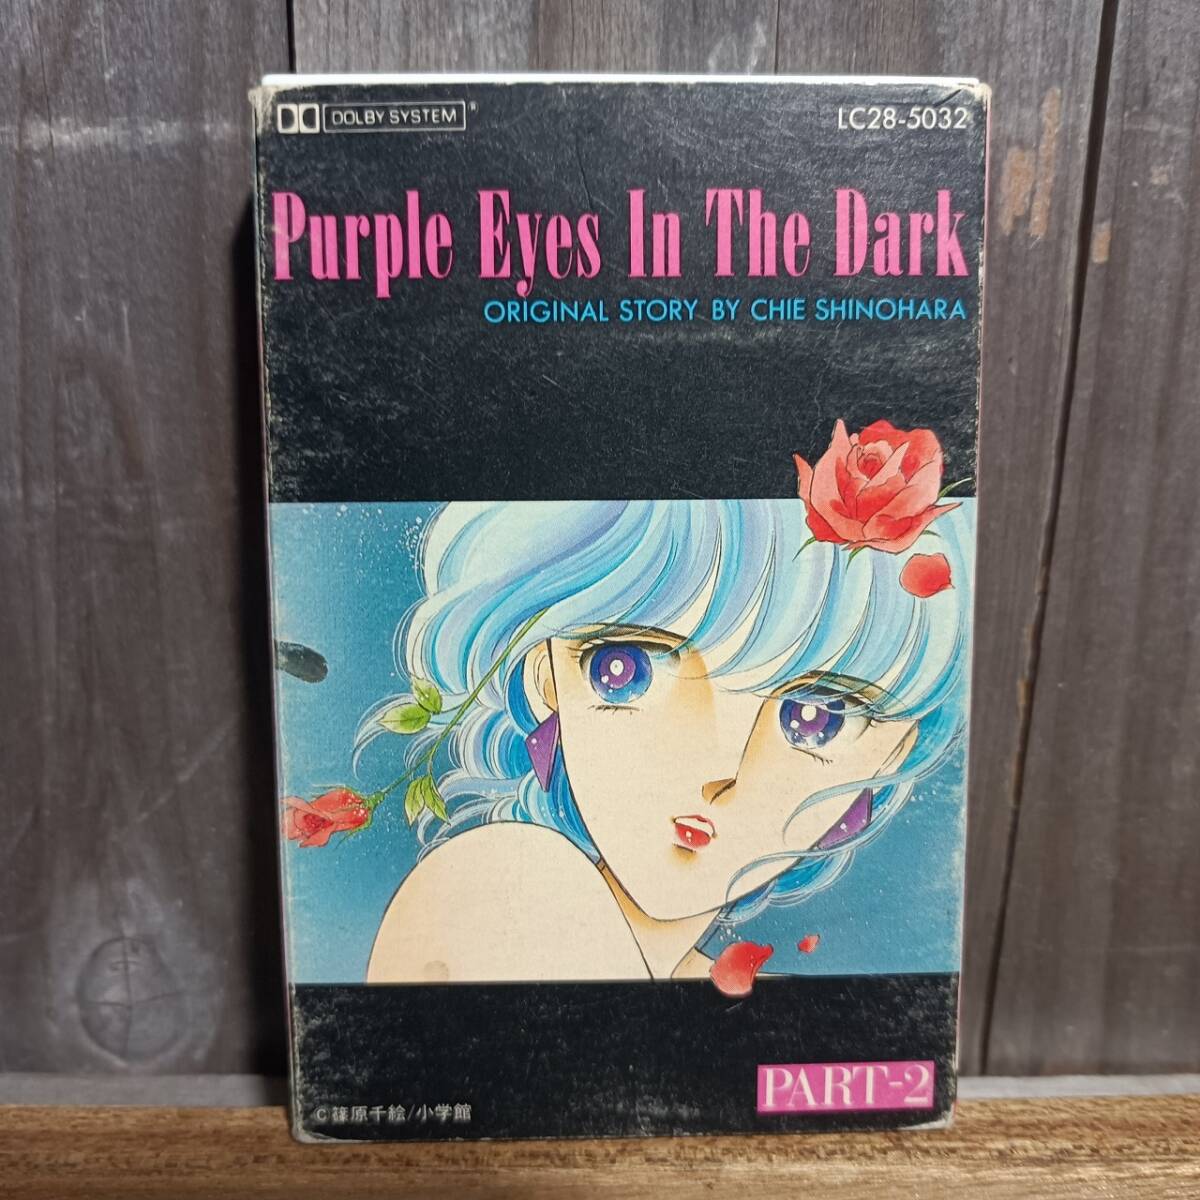 DOLBY SYSTEM®
LC28-5032
Purple Eyes In The Dark
ORIGINAL STORY BY CHIE SHINOHARA
PART-2
©篠原千絵/小学館